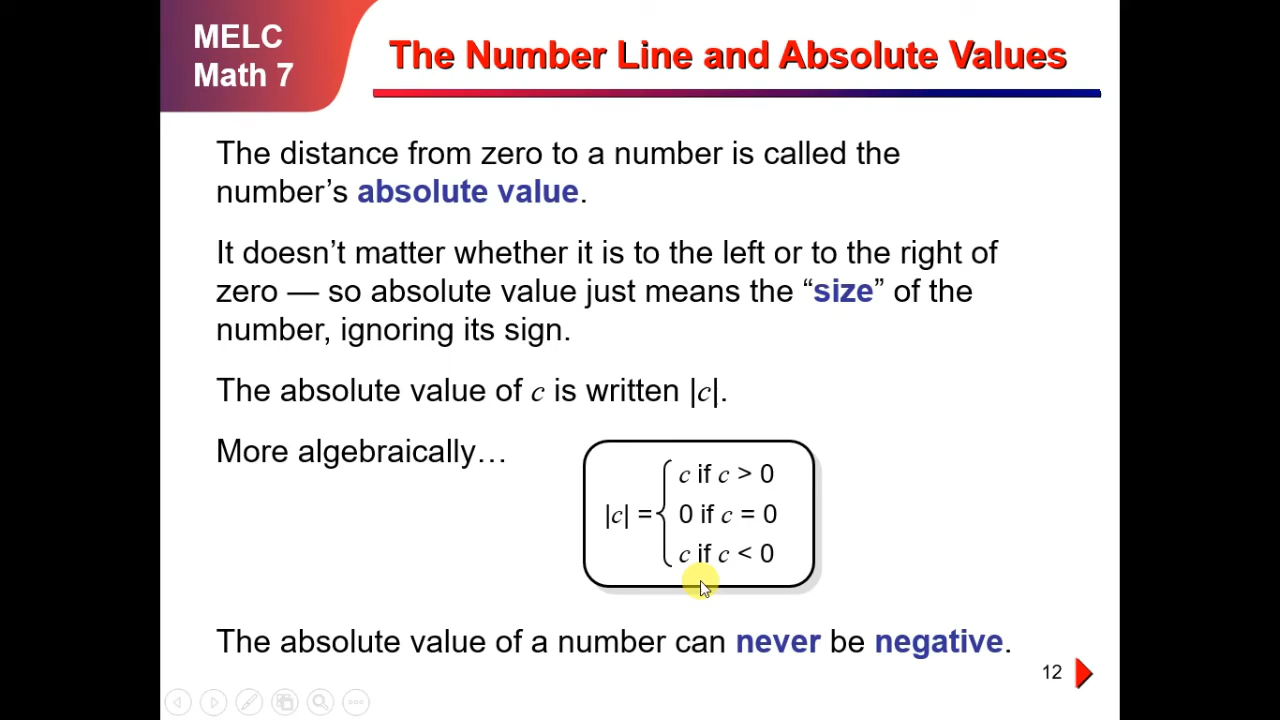 MELC
Math 7
The Number Line and Absolute Values
The distance from zero to a number is called the
number’s absolute value.
It doesn’t matter whether it is to the left or to the right of
zero — so absolute value just means the “size” of the
number, ignoring its sign.
The absolute value of c is written |c|.
More algebraically…
c if c > 0
|c| = { 0 if c = 0
c if c < 0
The absolute value of a number can never be negative.
12